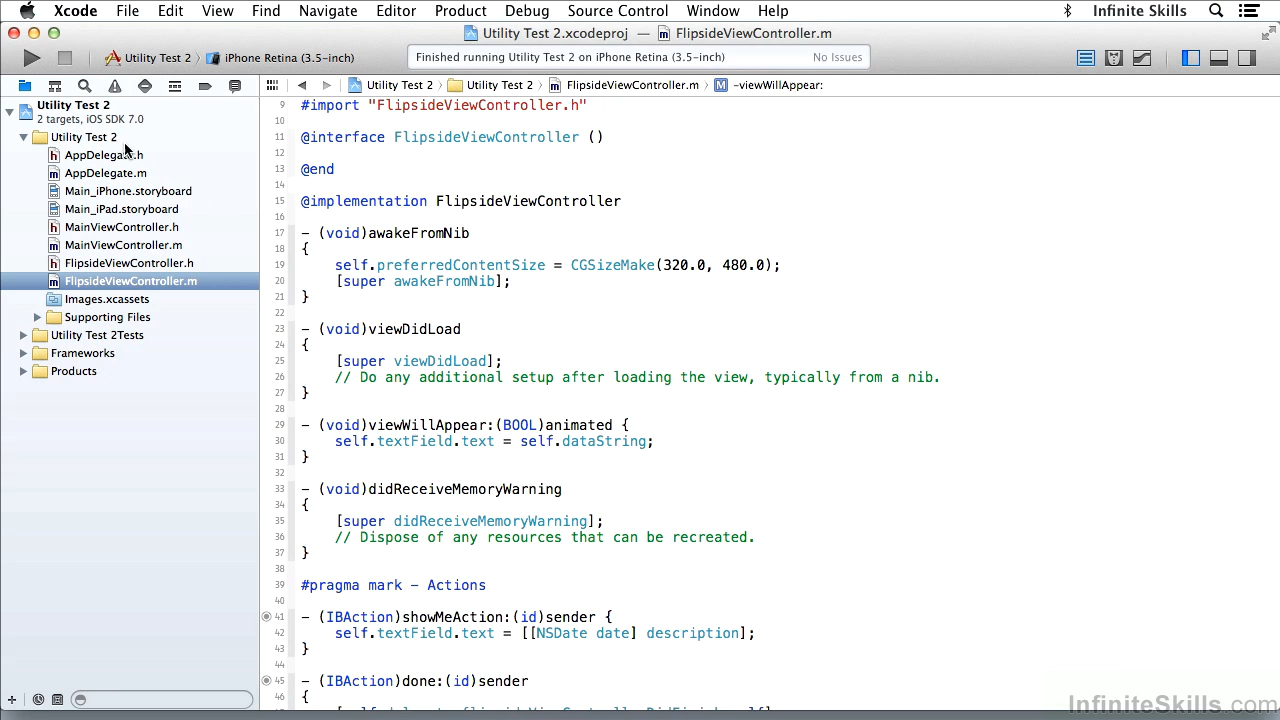 Xcode File Edit View Find Navigate Editor Product Debug Source Control Window Help Infinite Skills
Utility Test 2.xcodeproj — FlipsideViewController.m
Utility Test 2 iPhone Retina (3.5-inch) Finished running Utility Test 2 on iPhone Retina (3.5-inch) No Issues
Utility Test 2 Utility Test 2 FlipsideViewController.m M -viewWillAppear:
Utility Test 2
2 targets, iOS SDK 7.0
Utility Test 2
h AppDelegate.h
m AppDelegate.m
Main_iPhone.storyboard
Main_iPad.storyboard
h MainViewController.h
m MainViewController.m
h FlipsideViewController.h
m FlipsideViewController.m
Images.xcassets
Supporting Files
Utility Test 2Tests
Frameworks
Products
9 #import "FlipsideViewController.h"
10
11 @interface FlipsideViewController ()
12
13 @end
14
15 @implementation FlipsideViewController
16
17 - (void)awakeFromNib
18 {
19 self.preferredContentSize = CGSizeMake(320.0, 480.0);
20 [super awakeFromNib];
21 }
22
23 - (void)viewDidLoad
24 {
25 [super viewDidLoad];
26 // Do any additional setup after loading the view, typically from a nib.
27 }
28
29 - (void)viewWillAppear:(BOOL)animated {
30 self.textField.text = self.dataString;
31 }
32
33 - (void)didReceiveMemoryWarning
34 {
35 [super didReceiveMemoryWarning];
36 // Dispose of any resources that can be recreated.
37 }
38
39 #pragma mark - Actions
40
41 - (IBAction)showMeAction:(id)sender {
42 self.textField.text = [[NSDate date] description];
43 }
44
45 - (IBAction)done:(id)sender
46 {
InfiniteSkills.com